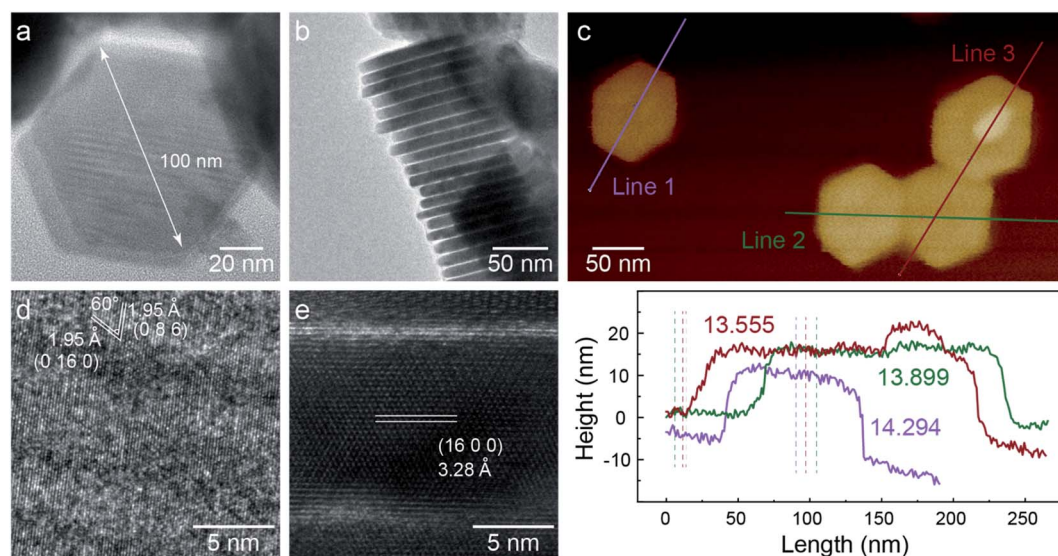 a
100 nm
20 nm
b
50 nm
c
Line 1
Line 2
Line 3
50 nm
d
60°
1.95 Å
(0 8 6)
1.95 Å
(0 16 0)
5 nm
e
(16 0 0)
3.28 Å
5 nm
Height (nm)
20
10
0
-10
13.555
13.899
14.294
0
50
100
150
200
250
Length (nm)